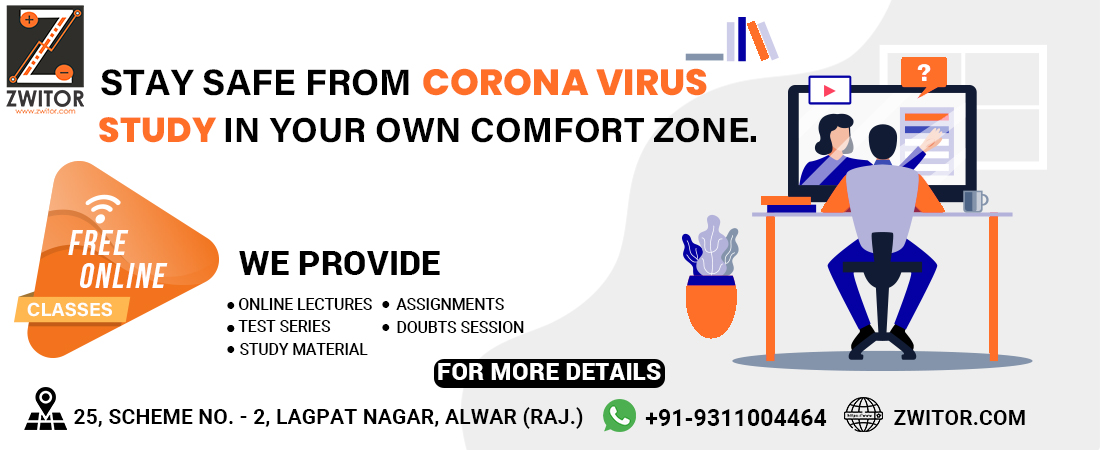 Z
ZWITOR
www.zwitor.com
STAY SAFE FROM CORONA VIRUS
STUDY IN YOUR OWN COMFORT ZONE.
?
FREE
ONLINE
CLASSES
WE PROVIDE
• ONLINE LECTURES • ASSIGNMENTS
• TEST SERIES • DOUBTS SESSION
• STUDY MATERIAL
FOR MORE DETAILS
25, SCHEME NO. - 2, LAGPAT NAGAR, ALWAR (RAJ.) +91-9311004464 ZWITOR.COM